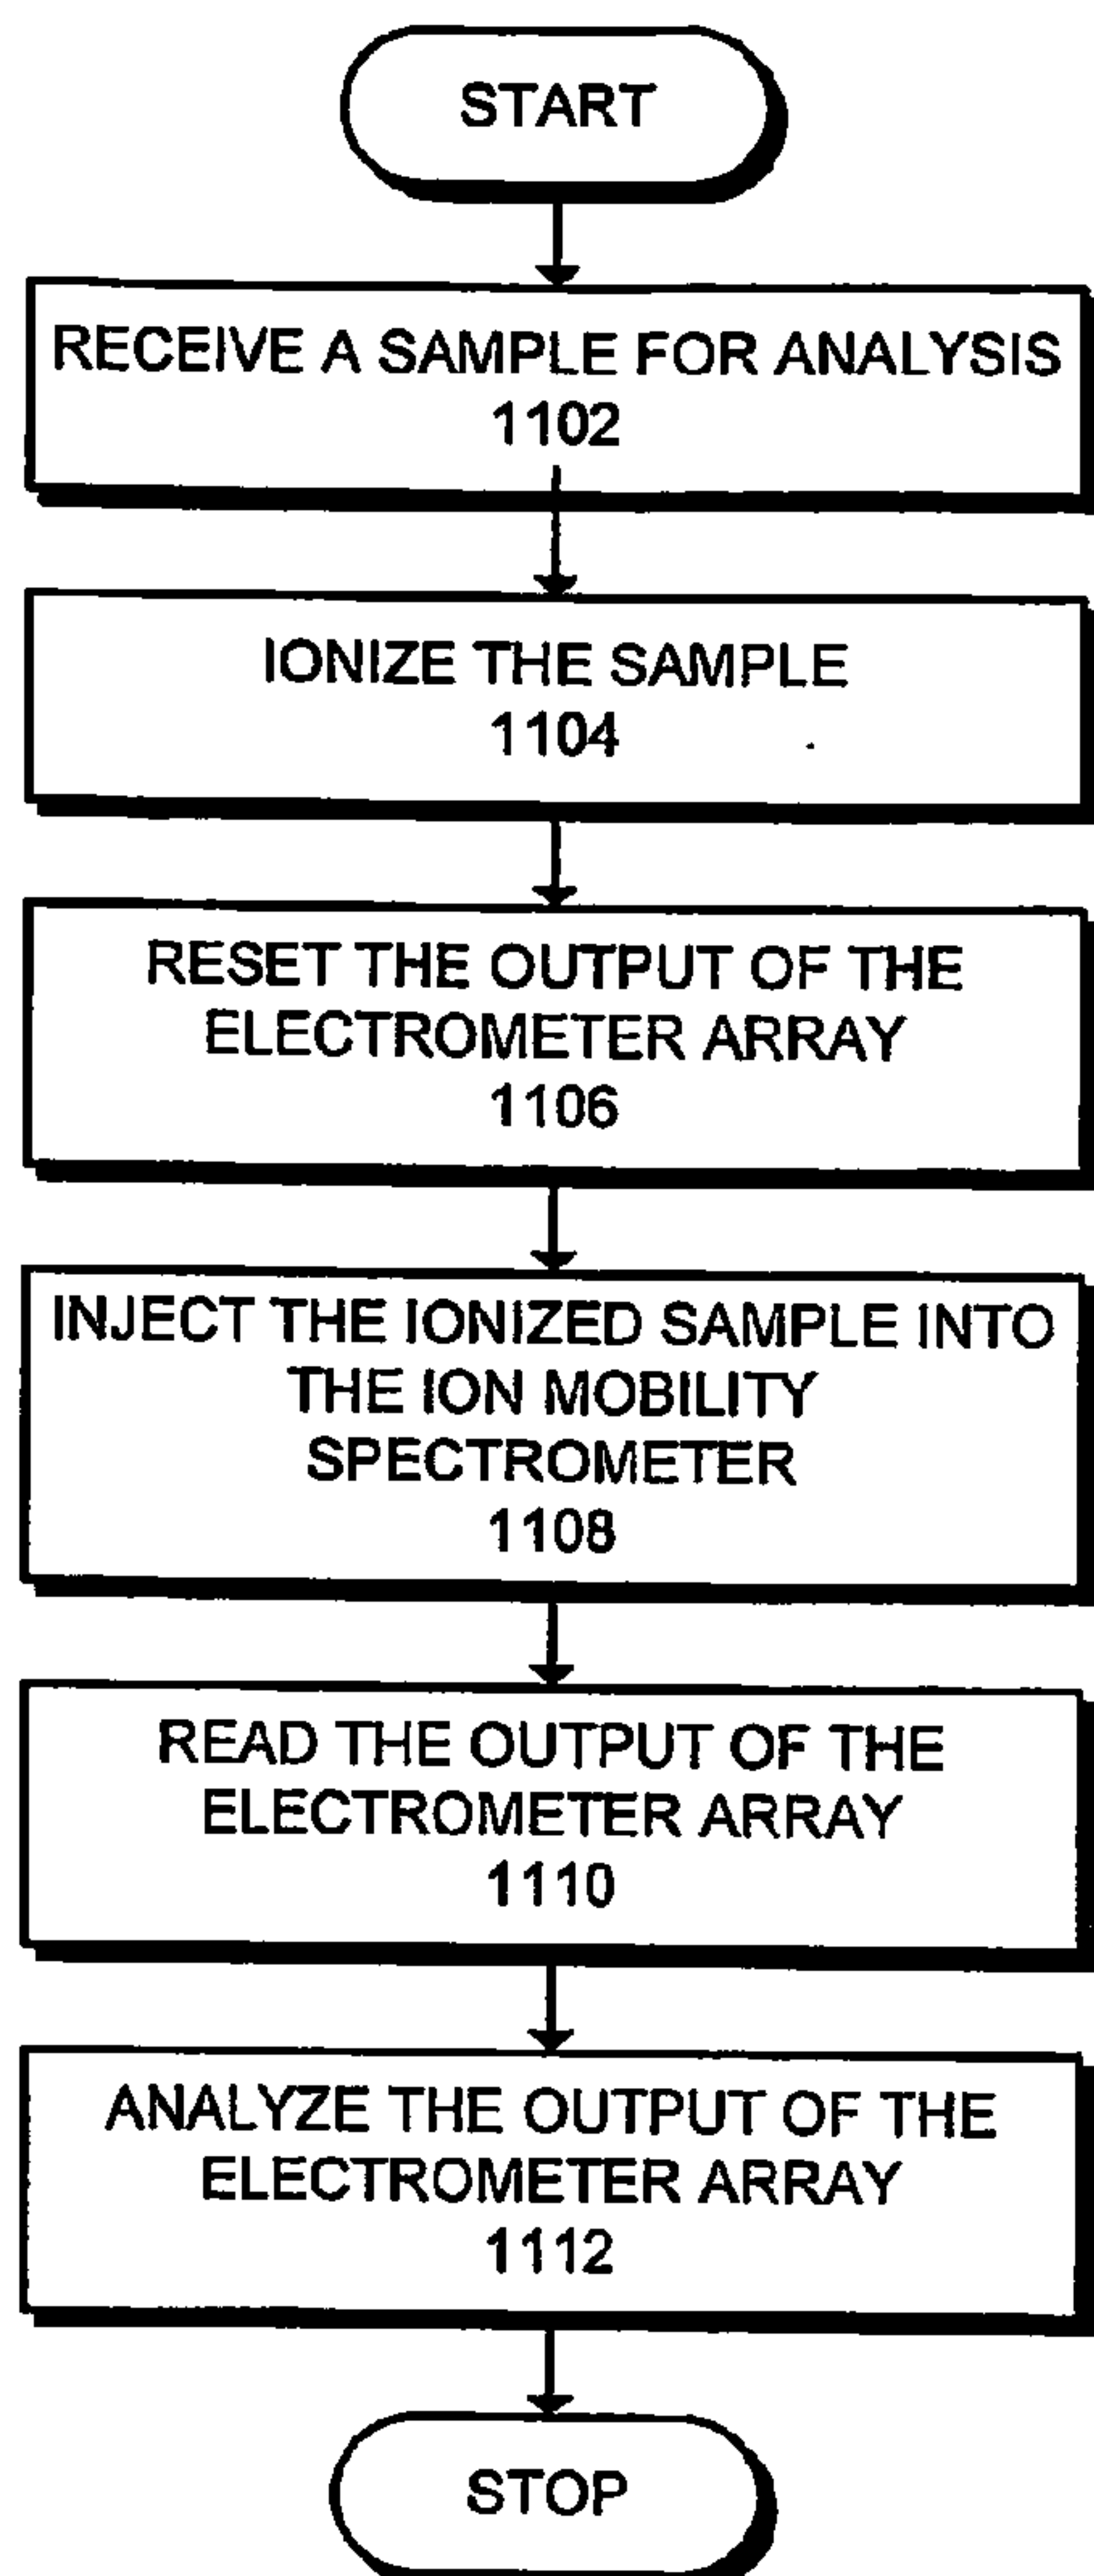 START
RECEIVE A SAMPLE FOR ANALYSIS
1102
IONIZE THE SAMPLE
1104
RESET THE OUTPUT OF THE
ELECTROMETER ARRAY
1106
INJECT THE IONIZED SAMPLE INTO
THE ION MOBILITY
SPECTROMETER
1108
READ THE OUTPUT OF THE
ELECTROMETER ARRAY
1110
ANALYZE THE OUTPUT OF THE
ELECTROMETER ARRAY
1112
STOP